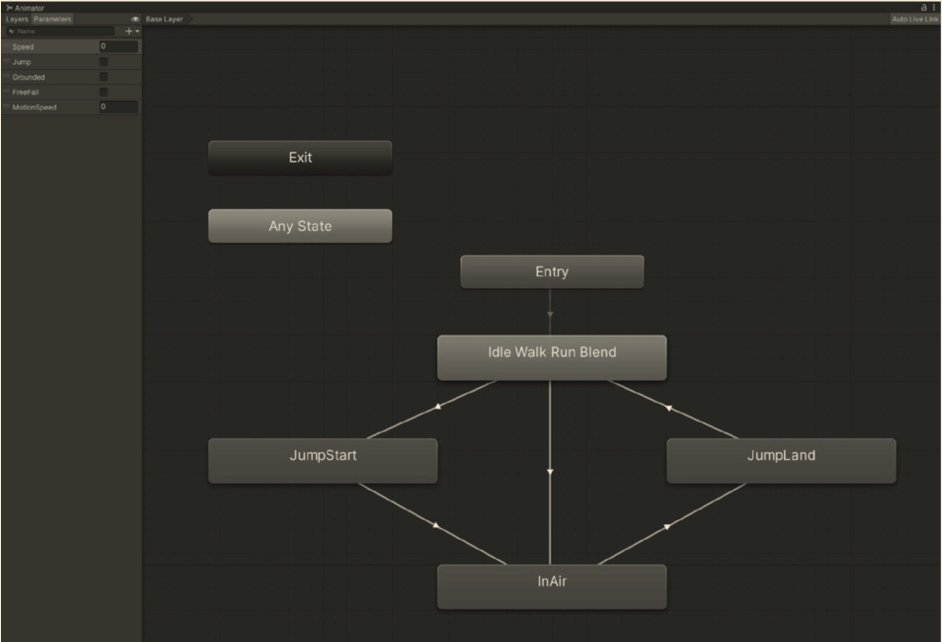 Animator
Layers Parameters Base Layer Auto Live Link
Name
Speed 0
Jump
Grounded
FreeFall
MotionSpeed 0
Exit
Any State
Entry
Idle Walk Run Blend
JumpStart
JumpLand
InAir